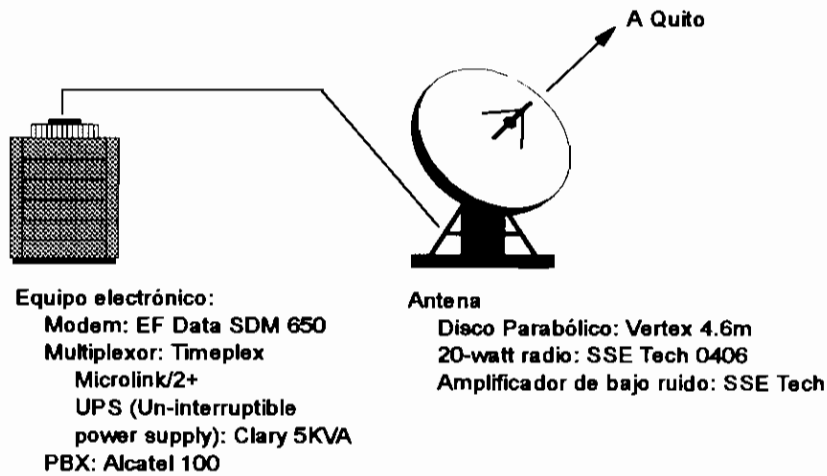 A Quito
Equipo electrónico:
Modem: EF Data SDM 650
Multiplexor: Timeplex
Microlink/2+
UPS (Un-interruptible
power supply): Clary 5KVA
PBX: Alcatel 100
Antena
Disco Parabólico: Vertex 4.6m
20-watt radio: SSE Tech 0406
Amplificador de bajo ruido: SSE Tech